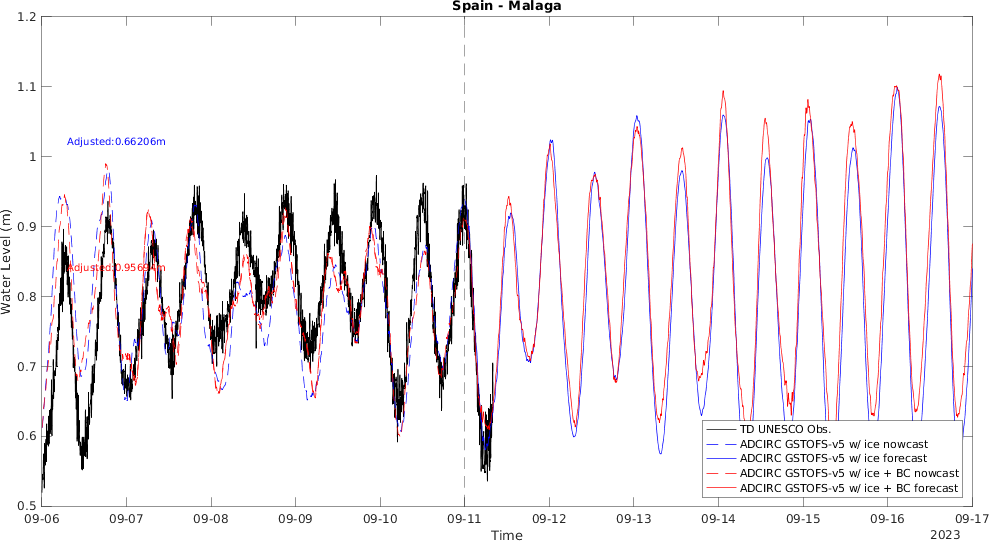 Spain - Malaga
Water Level (m)
1.2
1.1
1
0.9
0.8
0.7
0.6
0.5
Adjusted:0.66206m
TD UNESCO Obs.
ADCIRC GSTOFS-v5 w/ ice nowcast
ADCIRC GSTOFS-v5 w/ ice forecast
ADCIRC GSTOFS-v5 w/ ice + BC nowcast
ADCIRC GSTOFS-v5 w/ ice + BC forecast
09-06 09-07 09-08 09-09 09-10 09-11 09-12 09-13 09-14 09-15 09-16 09-17
Time
2023